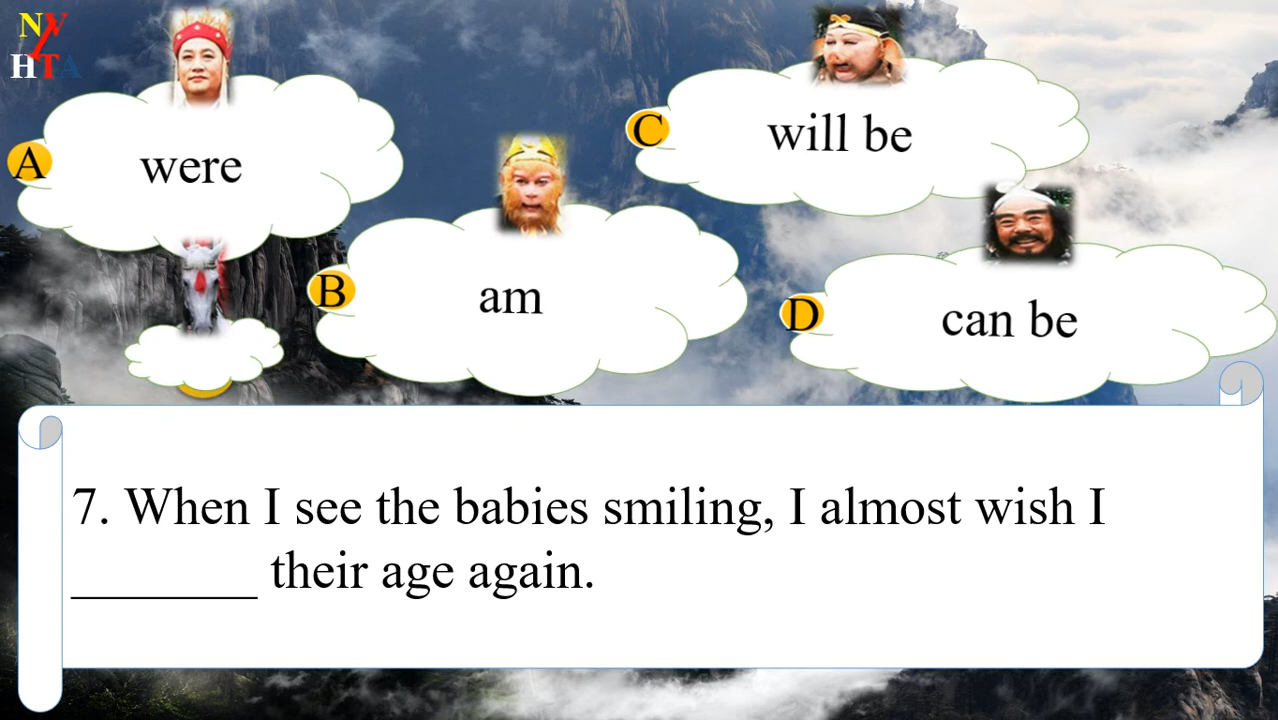 NV
HTA
A
were
B
am
C
will be
D
can be
7. When I see the babies smiling, I almost wish I
________ their age again.